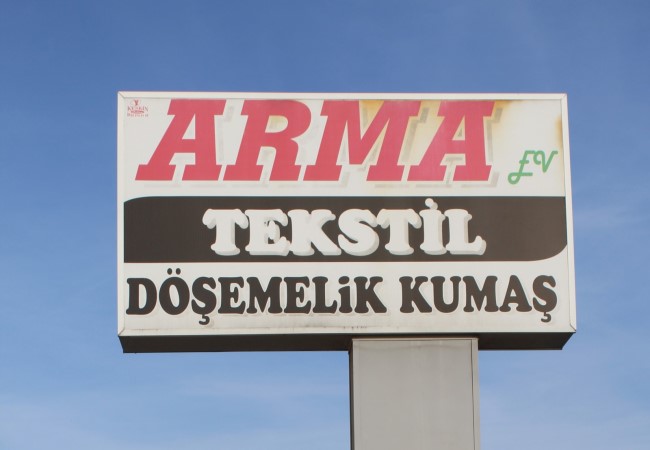 ARMA
EV
TEKSTİL
DÖŞEMELiK KUMAŞ